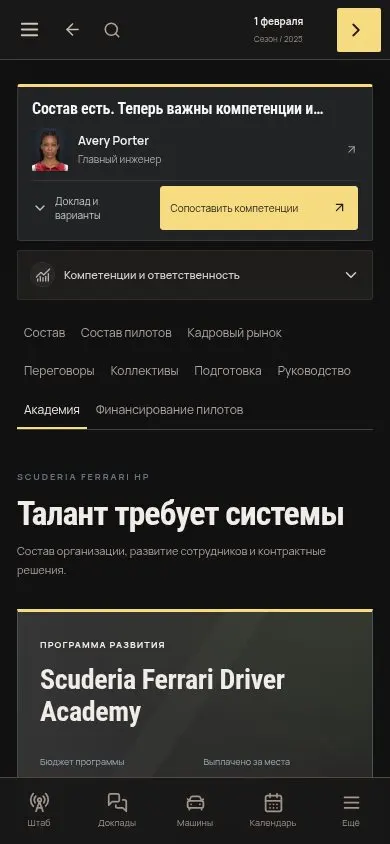 1 февраля
Сезон / 2025
Состав есть. Теперь важны компетенции и…
Avery Porter
Главный инженер
Доклад и
варианты
Сопоставить компетенции
Компетенции и ответственность
Состав Состав пилотов Кадровый рынок
Переговоры Коллективы Подготовка Руководство
Академия Финансирование пилотов
SCUDERIA FERRARI HP
Талант требует системы
Состав организации, развитие сотрудников и контрактные
решения.
ПРОГРАММА РАЗВИТИЯ
Scuderia Ferrari Driver
Academy
Бюджет программы Выплачено за места
Штаб Доклады Машины Календарь Ещё